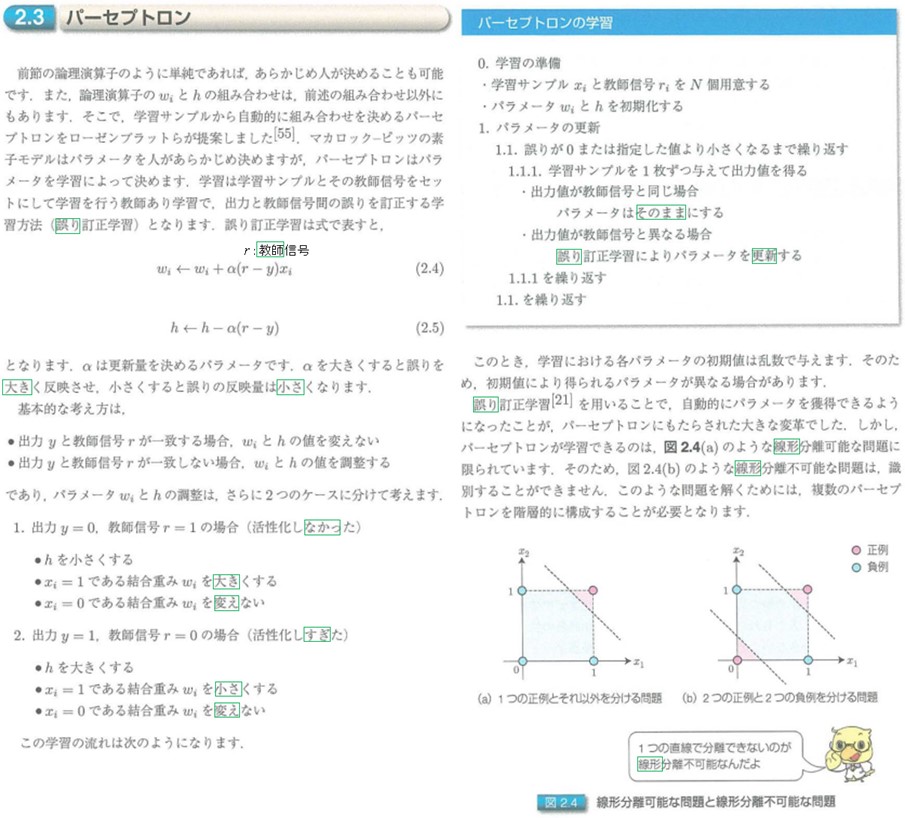 2.3 パーセプトロン
前節の論理演算子のように単純であれば，あらかじめ人が決めることも可能
です．また，論理演算子の wᵢ と h の組み合わせは，前述の組み合わせ以外に
もあります．そこで，学習サンプルから自動的に組み合わせを決めるパーセ
プトロンをローゼンブラットらが提案しました[55]．マカロック–ピッツの素
子モデルはパラメータを人があらかじめ決めますが，パーセプトロンはパラ
メータを学習によって決めます．学習は学習サンプルとその教師信号をセッ
トにして学習を行う教師あり学習で，出力と教師信号間の誤りを訂正する学
習方法（誤り訂正学習）となります．誤り訂正学習は式で表すと，
r : 教師信号
wᵢ ← wᵢ + α(r − y)xᵢ (2.4)
h ← h − α(r − y) (2.5)
となります．α は更新量を決めるパラメータです．α を大きくすると誤りを
大きく反映させ，小さくすると誤りの反映量は小さくなります．
基本的な考え方は，
● 出力 y と教師信号 r が一致する場合，wᵢ と h の値を変えない
● 出力 y と教師信号 r が一致しない場合，wᵢ と h の値を調整する
であり，パラメータ wᵢ と h の調整は，さらに 2 つのケースに分けて考えます．
1. 出力 y = 0，教師信号 r = 1 の場合（活性化しなかった）
● h を小さくする
● xᵢ = 1 である結合重み wᵢ を大きくする
● xᵢ = 0 である結合重み wᵢ を変えない
2. 出力 y = 1，教師信号 r = 0 の場合（活性化しすぎた）
● h を大きくする
● xᵢ = 1 である結合重み wᵢ を小さくする
● xᵢ = 0 である結合重み wᵢ を変えない
この学習の流れは次のようになります．
パーセプトロンの学習
0. 学習の準備
・学習サンプル xᵢ と教師信号 rᵢ を N 個用意する
・パラメータ wᵢ と h を初期化する
1. パラメータの更新
1.1. 誤りが 0 または指定した値より小さくなるまで繰り返す
1.1.1. 学習サンプルを 1 枚ずつ与えて出力値を得る
・出力値が教師信号と同じ場合
パラメータはそのままにする
・出力値が教師信号と異なる場合
誤り訂正学習によりパラメータを更新する
1.1.1 を繰り返す
1.1. を繰り返す
このとき，学習における各パラメータの初期値は乱数で与えます．そのた
め，初期値により得られるパラメータが異なる場合があります．
誤り訂正学習[21] を用いることで，自動的にパラメータを獲得できるよう
になったことが，パーセプトロンにもたらされた大きな変革でした．しかし，
パーセプトロンが学習できるのは，図 2.4(a) のような線形分離可能な問題に
限られています．そのため，図 2.4(b) のような線形分離不可能な問題は，識
別することができません．このような問題を解くためには，複数のパーセプ
トロンを階層的に構成することが必要となります．
x₂ x₂ 正例
負例
1 1
0 1 x₁ 0 1 x₁
(a) 1つの正例とそれ以外を分ける問題 (b) 2つの正例と2つの負例を分ける問題
1つの直線で分離できないのが
線形分離不可能なんだよ
図 2.4 線形分離可能な問題と線形分離不可能な問題